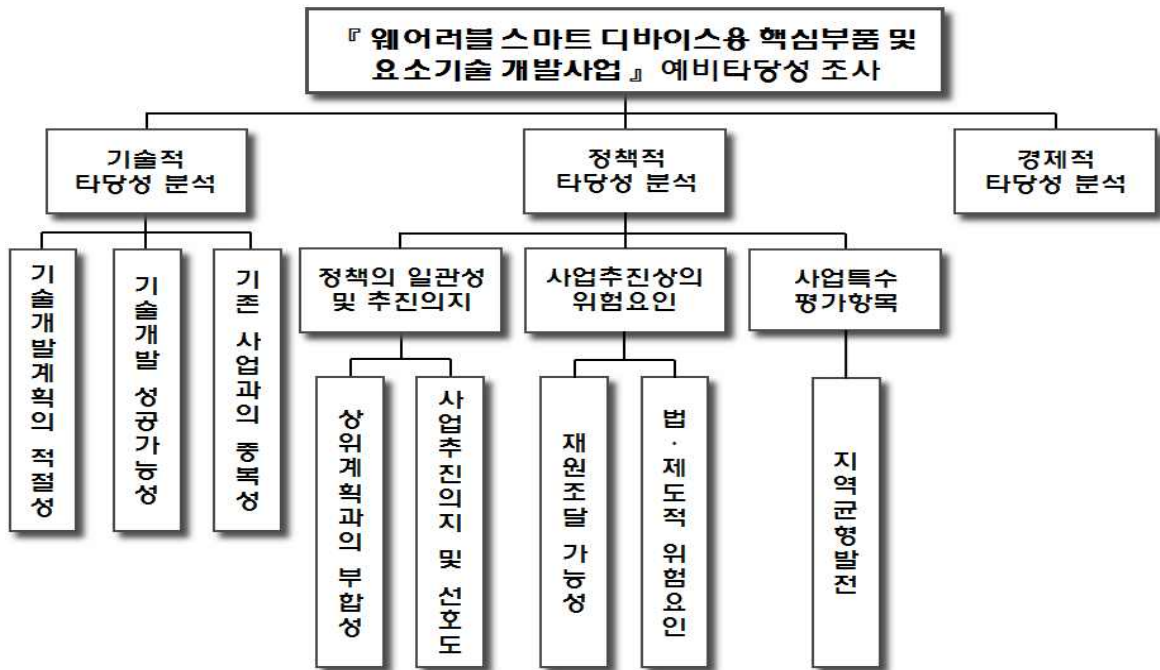 『 웨어러블 스마트 디바이스용 핵심부품 및
요소기술 개발사업 』 예비타당성 조사
기술적
타당성 분석
정책적
타당성 분석
경제적
타당성 분석
기술개발계획의 적절성
기술개발 성공가능성
기존 사업과의 중복성
정책의 일관성
및 추진의지
사업추진상의
위험요인
사업특수
평가항목
상위계획과의 부합성
사업추진의지 및 선호도
재원조달 가능성
법·제도적 위험요인
지역균형발전